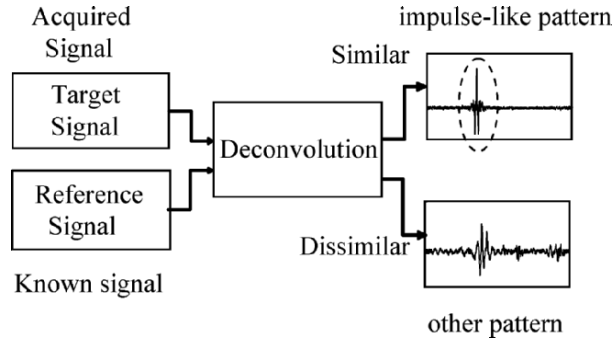 Acquired
Signal
Target
Signal
Reference
Signal
Known signal
Deconvolution
Similar
Dissimilar
impulse-like pattern
other pattern